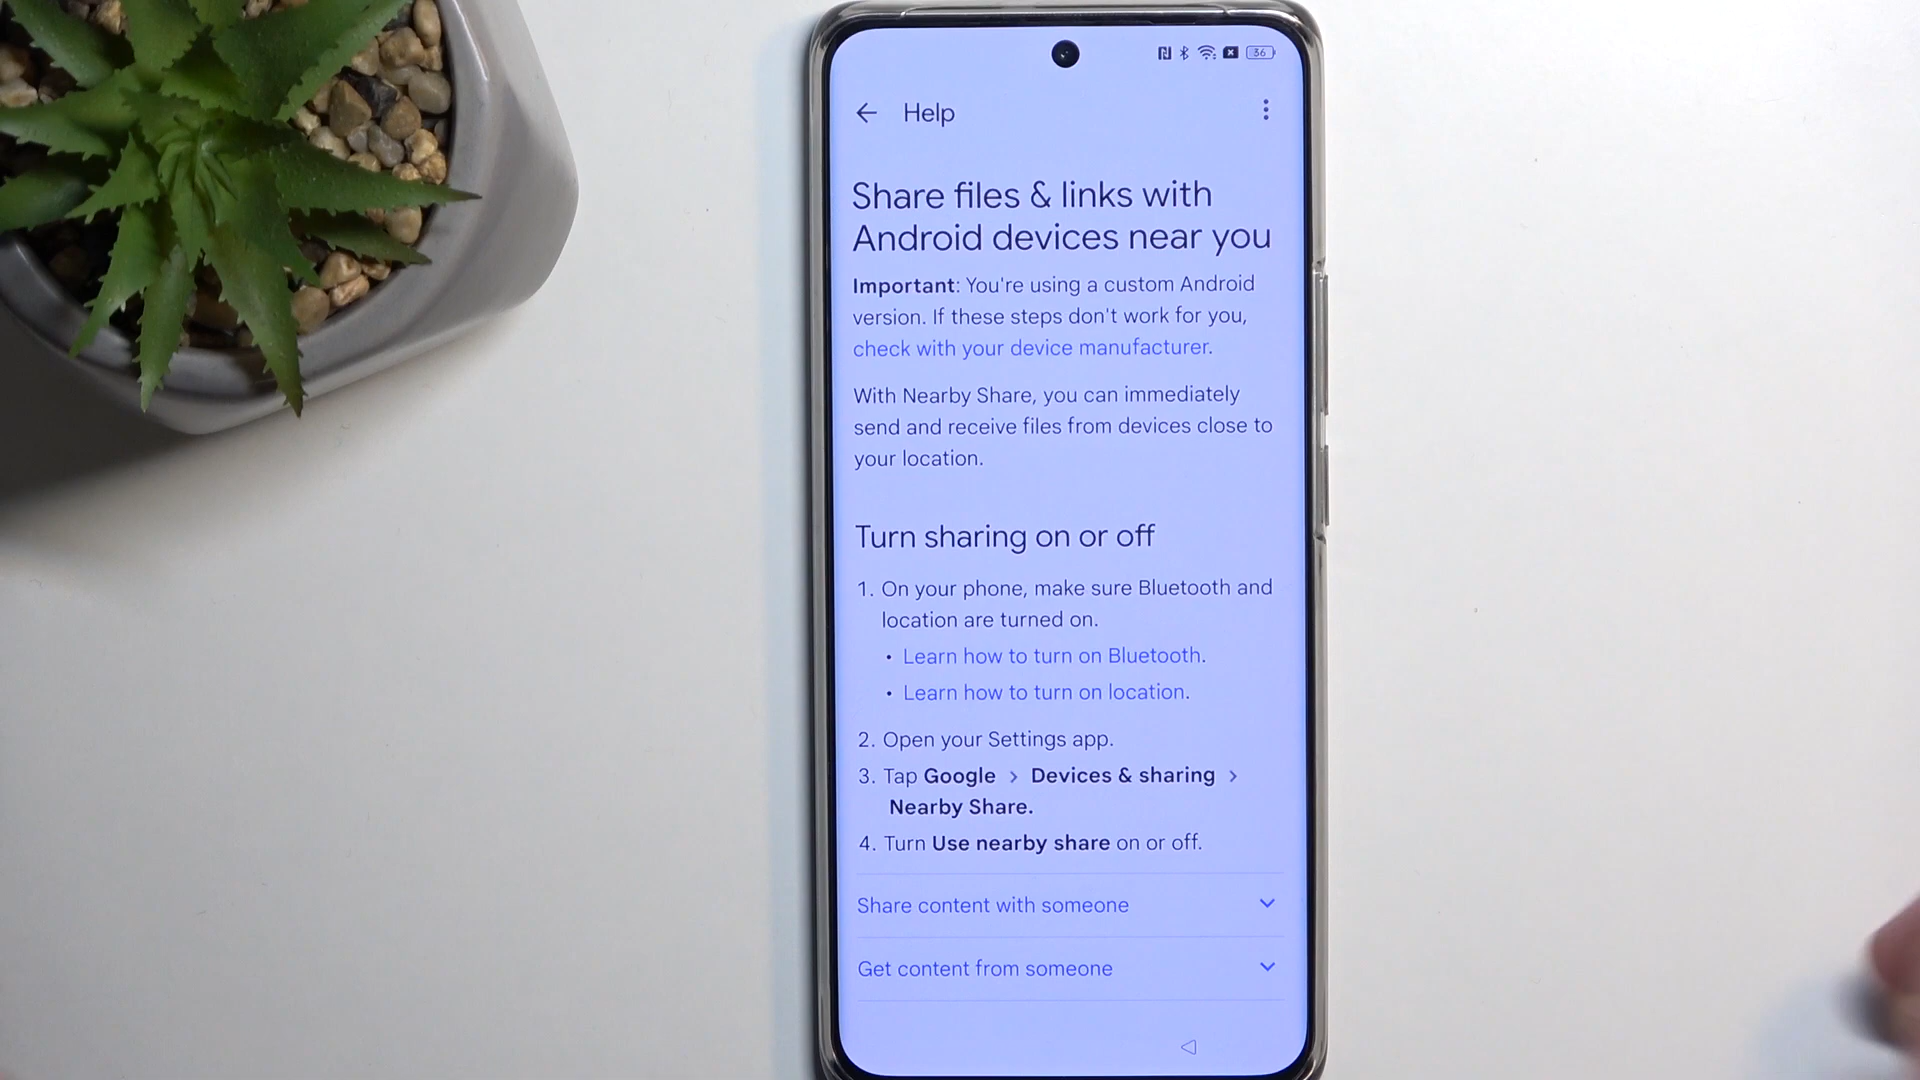 36
Help
Share files & links with
Android devices near you
Important: You're using a custom Android
version. If these steps don't work for you,
check with your device manufacturer.
With Nearby Share, you can immediately
send and receive files from devices close to
your location.
Turn sharing on or off
1. On your phone, make sure Bluetooth and
location are turned on.
• Learn how to turn on Bluetooth.
• Learn how to turn on location.
2. Open your Settings app.
3. Tap Google > Devices & sharing >
Nearby Share.
4. Turn Use nearby share on or off.
Share content with someone
Get content from someone